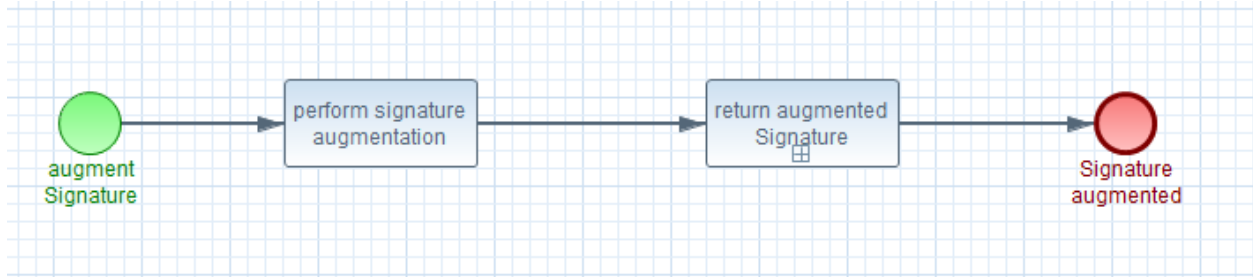 augment
Signature
perform signature
augmentation
return augmented
Signature
Signature
augmented